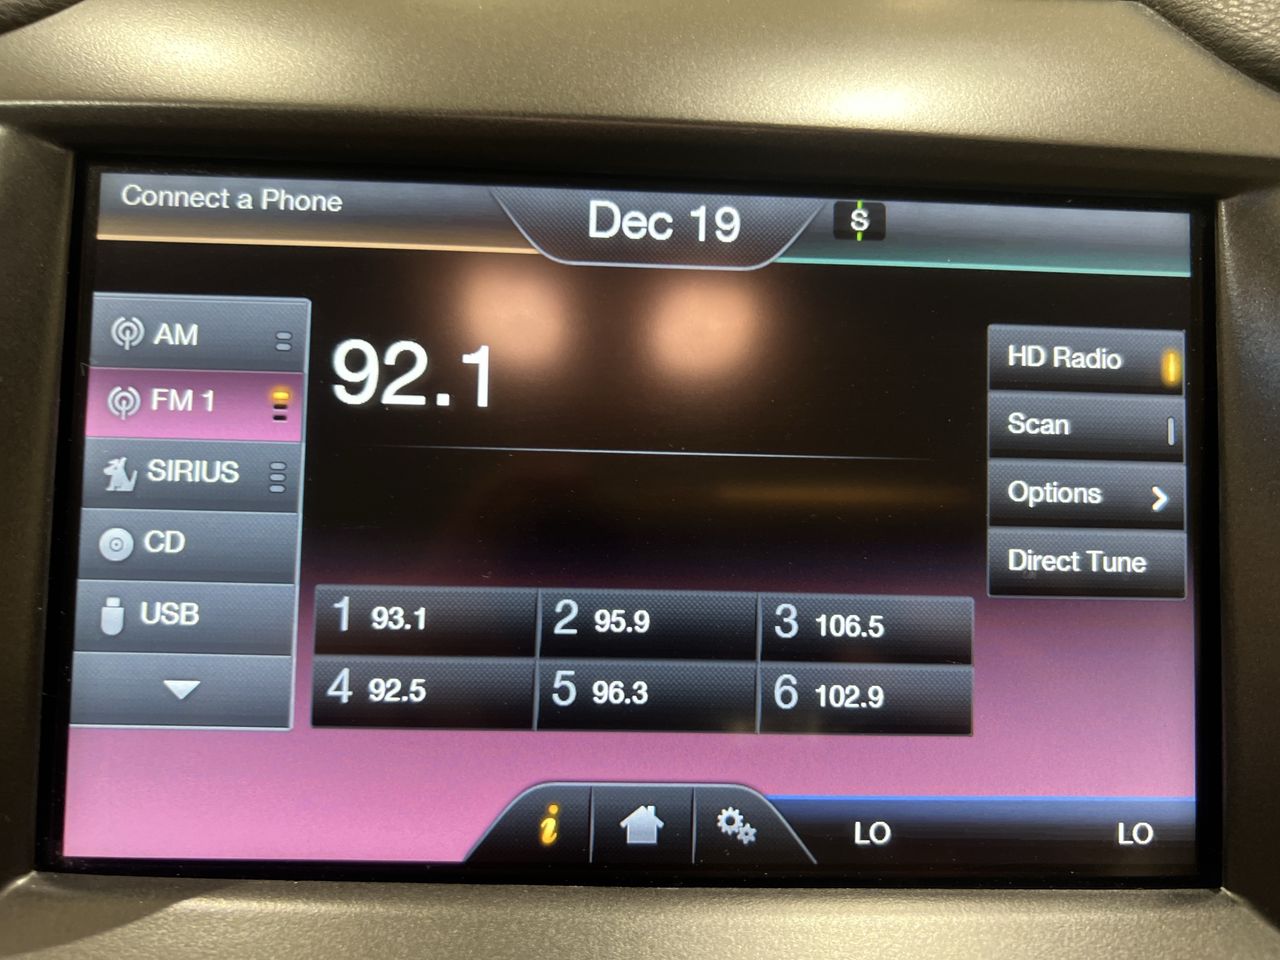 Connect a Phone
Dec 19
S
AM
FM 1
SIRIUS
CD
USB
92.1
HD Radio
Scan
Options
Direct Tune
1 93.1
2 95.9
3 106.5
4 92.5
5 96.3
6 102.9
i
LO
LO